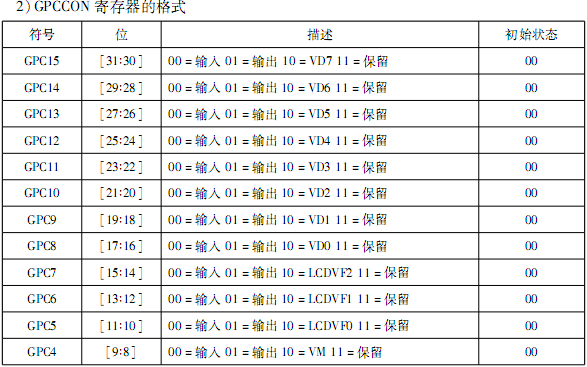 2)GPCCON 寄存器的格式
符号 位 描述 初始状态
GPC15 [31:30] 00=输入 01=输出 10=VD7 11=保留 00
GPC14 [29:28] 00=输入 01=输出 10=VD6 11=保留 00
GPC13 [27:26] 00=输入 01=输出 10=VD5 11=保留 00
GPC12 [25:24] 00=输入 01=输出 10=VD4 11=保留 00
GPC11 [23:22] 00=输入 01=输出 10=VD3 11=保留 00
GPC10 [21:20] 00=输入 01=输出 10=VD2 11=保留 00
GPC9 [19:18] 00=输入 01=输出 10=VD1 11=保留 00
GPC8 [17:16] 00=输入 01=输出 10=VD0 11=保留 00
GPC7 [15:14] 00=输入 01=输出 10=LCDVF2 11=保留 00
GPC6 [13:12] 00=输入 01=输出 10=LCDVF1 11=保留 00
GPC5 [11:10] 00=输入 01=输出 10=LCDVF0 11=保留 00
GPC4 [9:8] 00=输入 01=输出 10=VM 11=保留 00